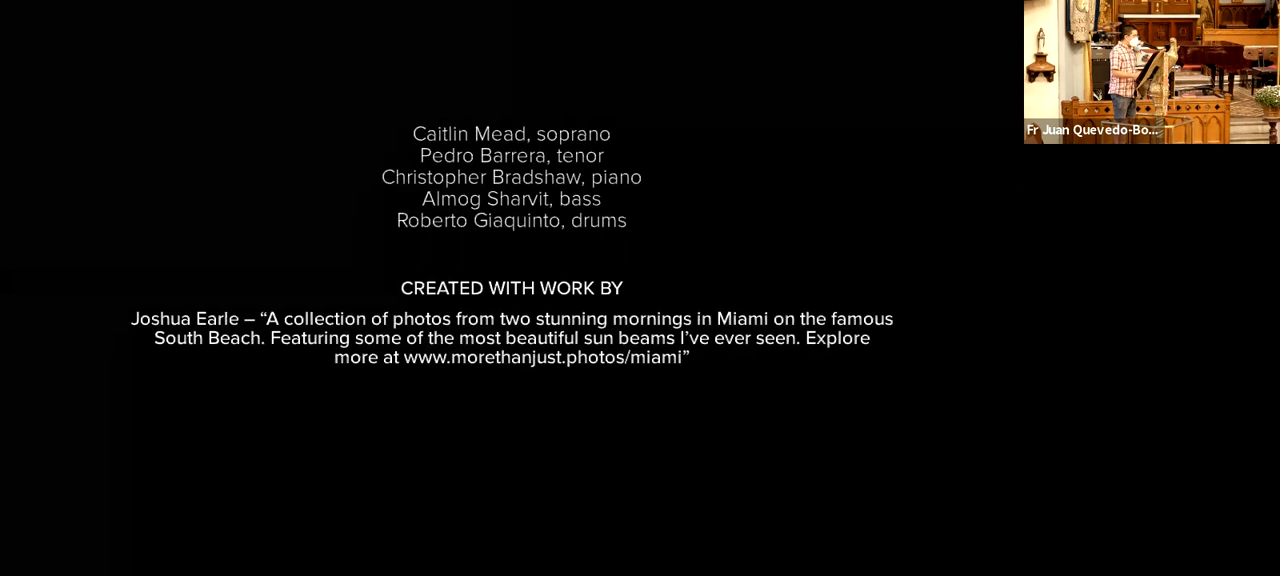 Caitlin Mead, soprano
Pedro Barrera, tenor
Christopher Bradshaw, piano
Almog Sharvit, bass
Roberto Giaquinto, drums
CREATED WITH WORK BY
Joshua Earle – “A collection of photos from two stunning mornings in Miami on the famous
South Beach. Featuring some of the most beautiful sun beams I’ve ever seen. Explore
more at www.morethanjust.photos/miami”
Fr Juan Quevedo-Bo...